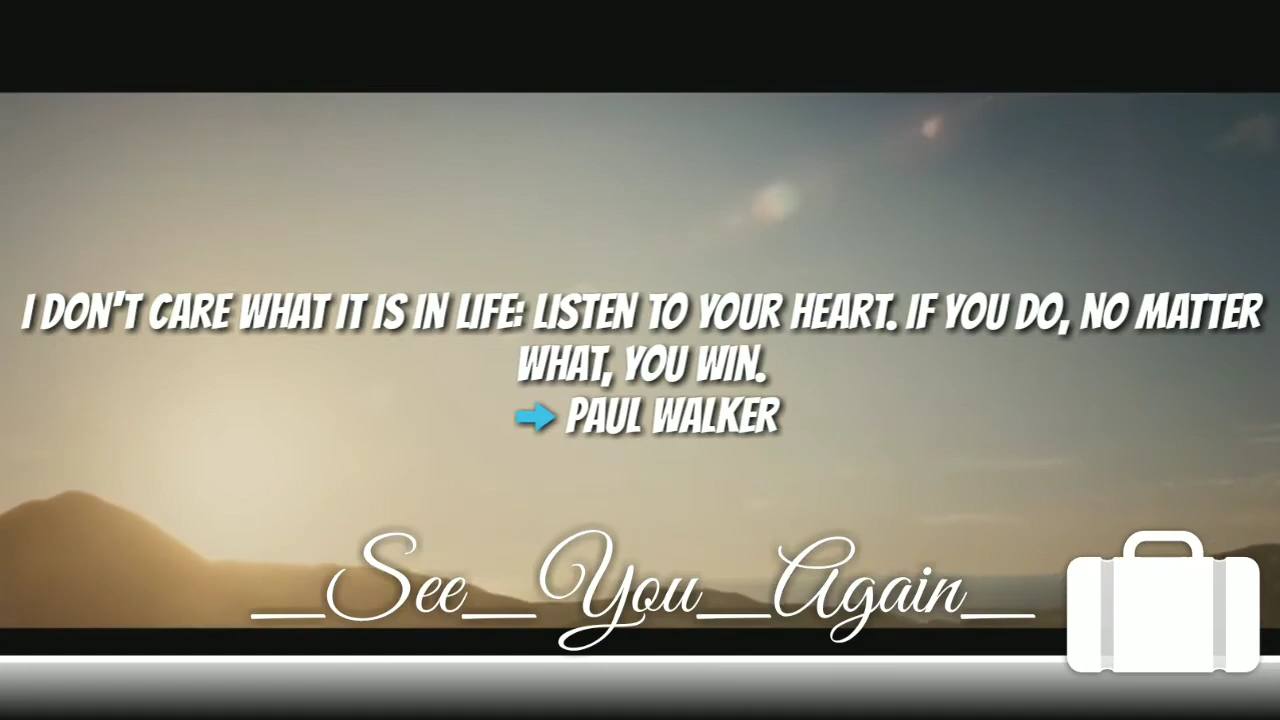 I DON'T CARE WHAT IT IS IN LIFE: LISTEN TO YOUR HEART. IF YOU DO, NO MATTER
WHAT, YOU WIN.
➡ PAUL WALKER
__See__You__Again__